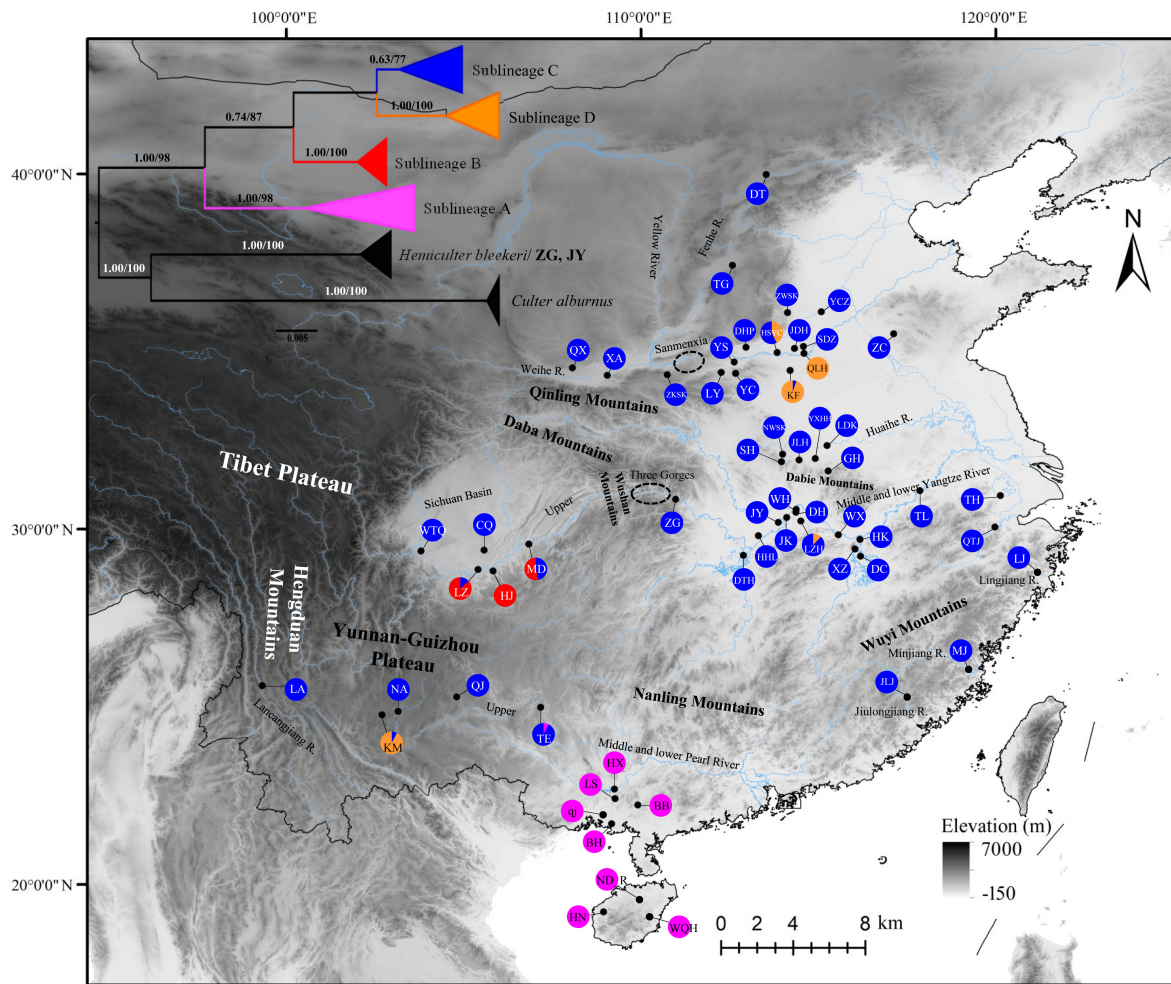 100°0'0"E
110°0'0"E
120°0'0"E
40°0'0"N
30°0'0"N
20°0'0"N
0.63/77
Sublineage C
1.00/100
Sublineage D
0.74/87
1.00/100
Sublineage B
1.00/98
1.00/98
Sublineage A
1.00/100
Hemiculter bleekeri/ ZG, JY
1.00/100
1.00/100
Culter alburnus
0.005
N
DT
Fenhe R.
Yellow River
TG
ZWSK
YCZ
DHP
HSYC
JDH
SDZ
ZC
YS
QLH
Sanmenxia
QX
XA
Weihe R.
ZKSK
LY
YC
KF
Qinling Mountains
Daba Mountains
YXHH
LDK
Huaihe R.
NWSK
JLH
SH
GH
Dabie Mountains
Tibet Plateau
Three Gorges
Wushan
Mountains
Middle and lower Yangtze River
Sichuan Basin
Upper
WH
TH
JY
DH
WX
TL
ZG
WTQ
CQ
JK
LZH
HK
QTJ
HHL
XZ
DC
LJ
MD
DTH
Lingjiang R.
LZ
HJ
Hengduan
Mountains
Wuyi Mountains
Yunnan-Guizhou
Plateau
Minjiang R.
MJ
LA
NA
QJ
Nanling Mountains
JLJ
Lancangjiang R.
Upper
Jiulongjiang R.
KM
TE
Middle and lower Pearl River
HX
LS
BB
qj
BH
Elevation (m)
7000
-150
ND R.
HN
WQH
0 2 4 8 km